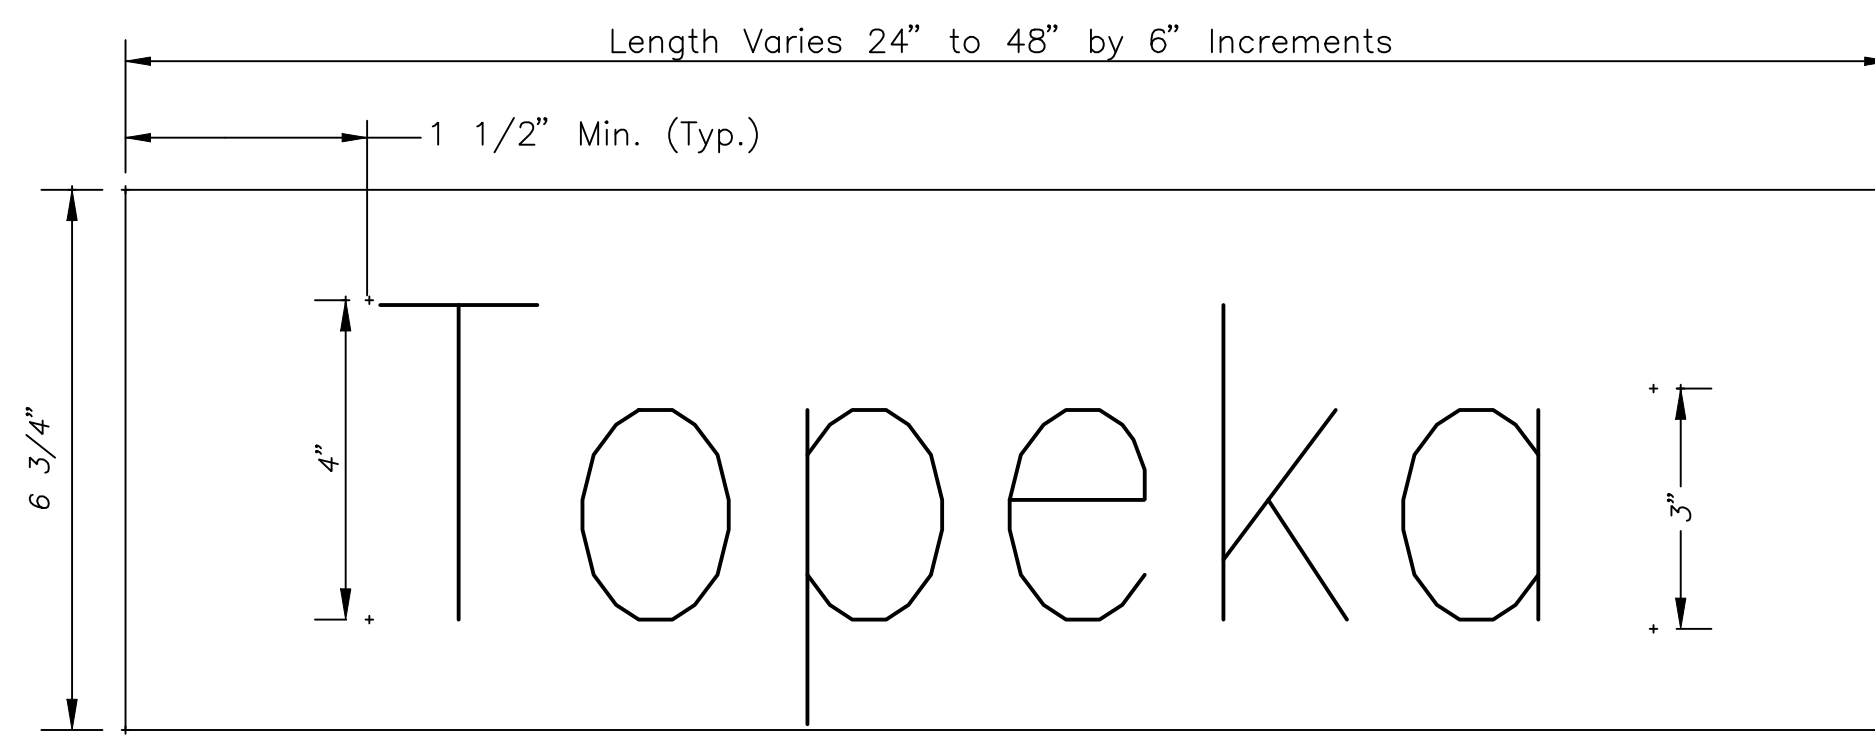 Length Varies 24” to 48” by 6” Increments
1 1/2” Min. (Typ.)
6 3/4”
4”
Topeka
3”